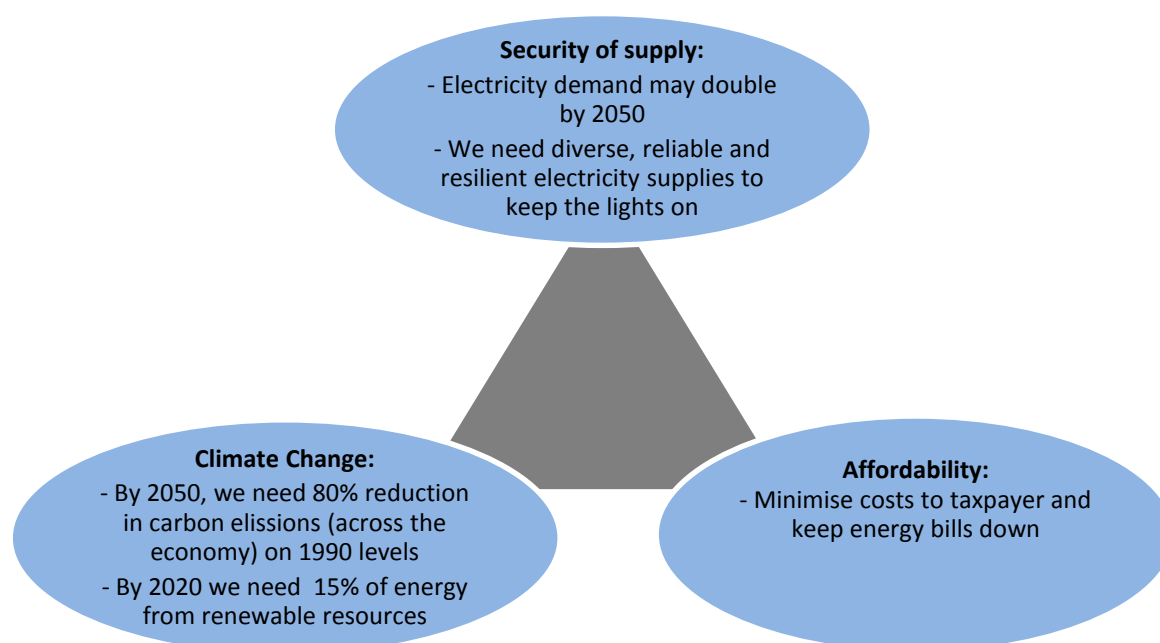 Security of supply:
- Electricity demand may double
by 2050
- We need diverse, reliable and
resilient electricity supplies to
keep the lights on
Climate Change:
- By 2050, we need 80% reduction
in carbon elissions (across the
economy) on 1990 levels
- By 2020 we need  15% of energy
from renewable resources
Affordability:
- Minimise costs to taxpayer and
keep energy bills down